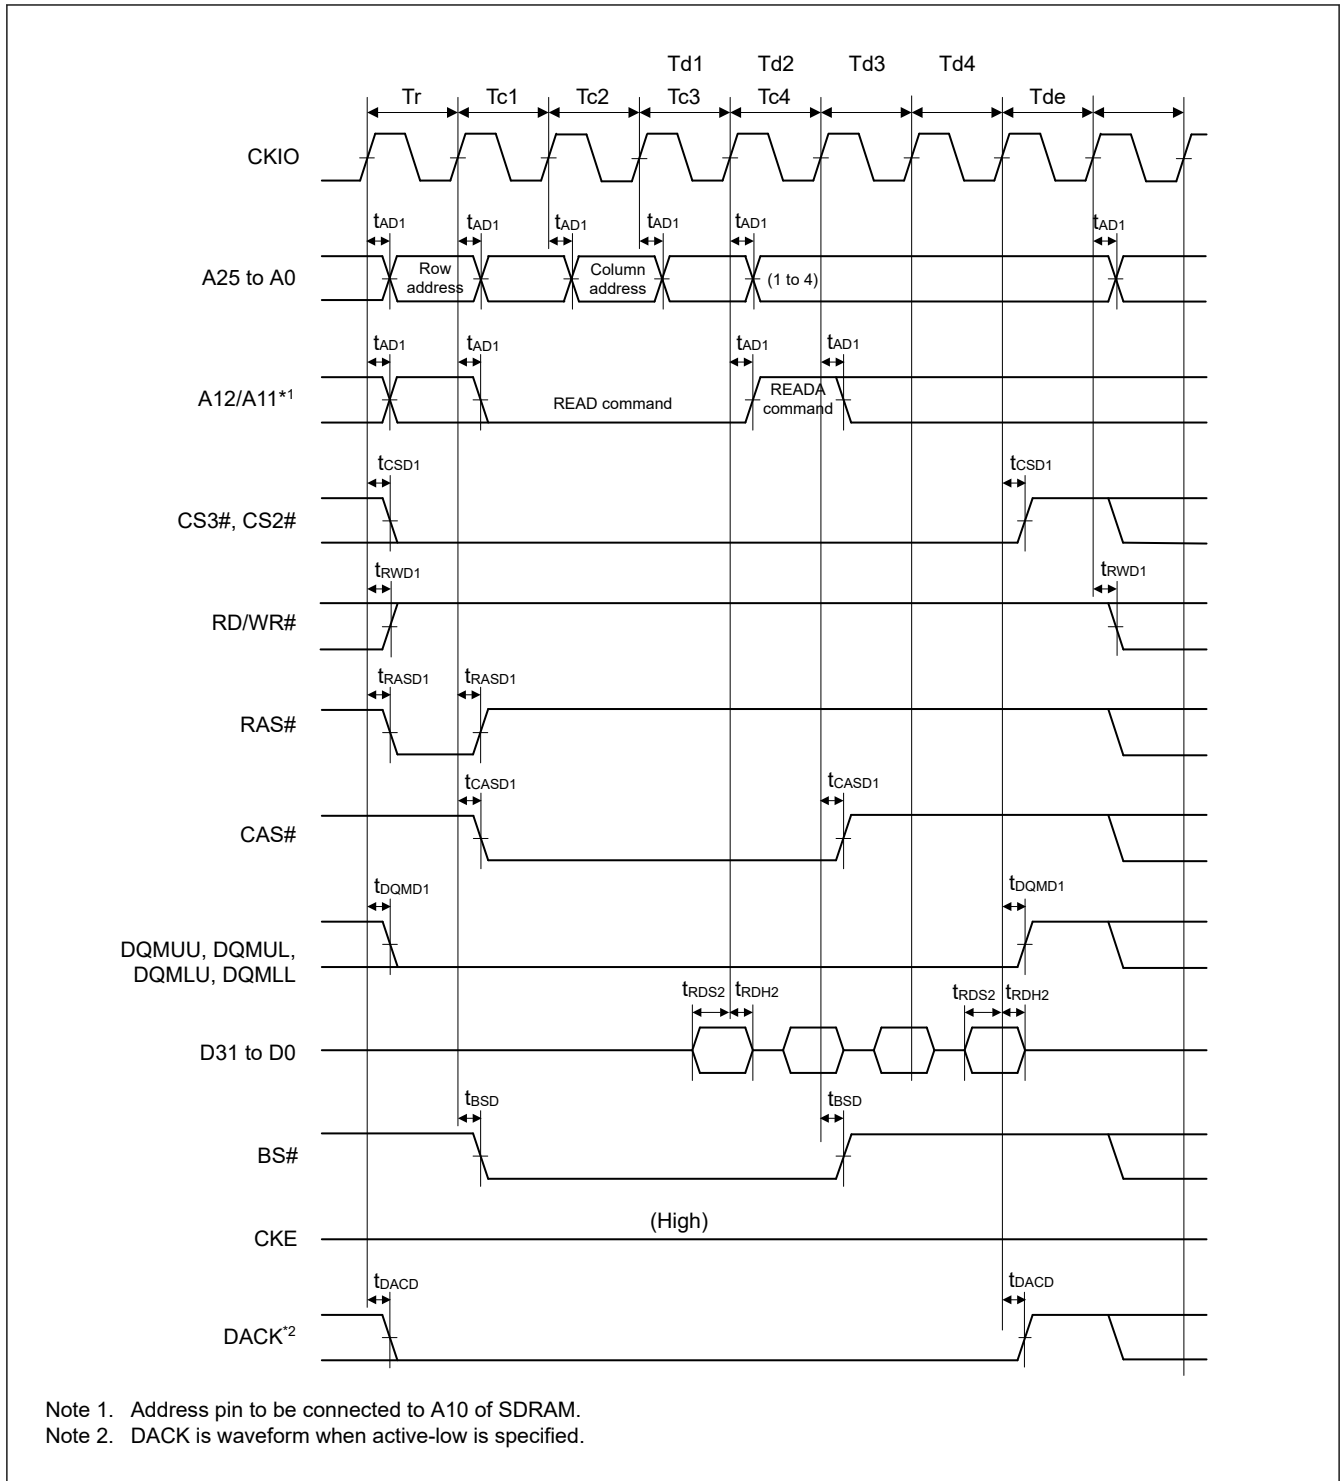 Td1 Td2 Td3 Td4
Tr Tc1 Tc2 Tc3 Tc4 Tde
CKIO
tAD1 tAD1 tAD1 tAD1 tAD1 tAD1
A25 to A0
Row address
Column address
(1 to 4)
tAD1 tAD1 tAD1 tAD1
A12/A11*1
READ command
READA command
tCSD1 tCSD1
CS3#, CS2#
tRWD1 tRWD1
RD/WR#
tRASD1 tRASD1
RAS#
tCASD1 tCASD1
CAS#
tDQMD1 tDQMD1
DQMUU, DQMUL,
DQMLU, DQMLL
tRDS2 tRDH2 tRDS2 tRDH2
D31 to D0
tBSD tBSD
BS#
(High)
CKE
tDACD tDACD
DACK*2
Note 1. Address pin to be connected to A10 of SDRAM.
Note 2. DACK is waveform when active-low is specified.